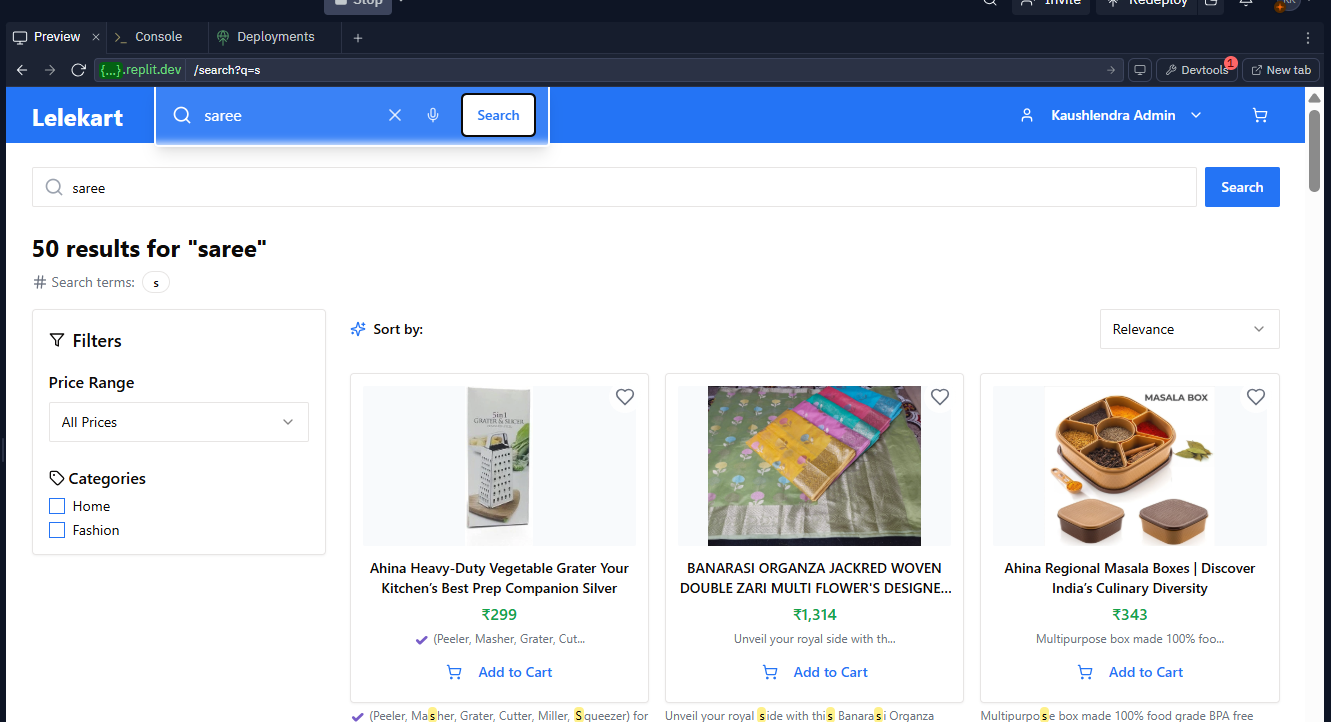 Stop
Invite
Redeploy
Preview
Console
Deployments
{...}.replit.dev
/search?q=s
Devtools
1
New tab
Lelekart
saree
Search
Kaushlendra Admin
saree
Search
50 results for "saree"
Search terms:
s
Filters
Sort by:
Relevance
Price Range
All Prices
Categories
Home
Fashion
5in1
GRATER & SLICER
MASALA BOX
Ahina Heavy-Duty Vegetable Grater Your
Kitchen’s Best Prep Companion Silver
₹299
(Peeler, Masher, Grater, Cut...
Add to Cart
BANARASI ORGANZA JACKRED WOVEN
DOUBLE ZARI MULTI FLOWER'S DESIGNE...
₹1,314
Unveil your royal side with th...
Add to Cart
Ahina Regional Masala Boxes | Discover
India’s Culinary Diversity
₹343
Multipurpose box made 100% foo...
Add to Cart
(Peeler, Masher, Grater, Cutter, Miller, Squeezer) for
Unveil your royal side with this Banarasi Organza
Multipurpose box made 100% food grade BPA free